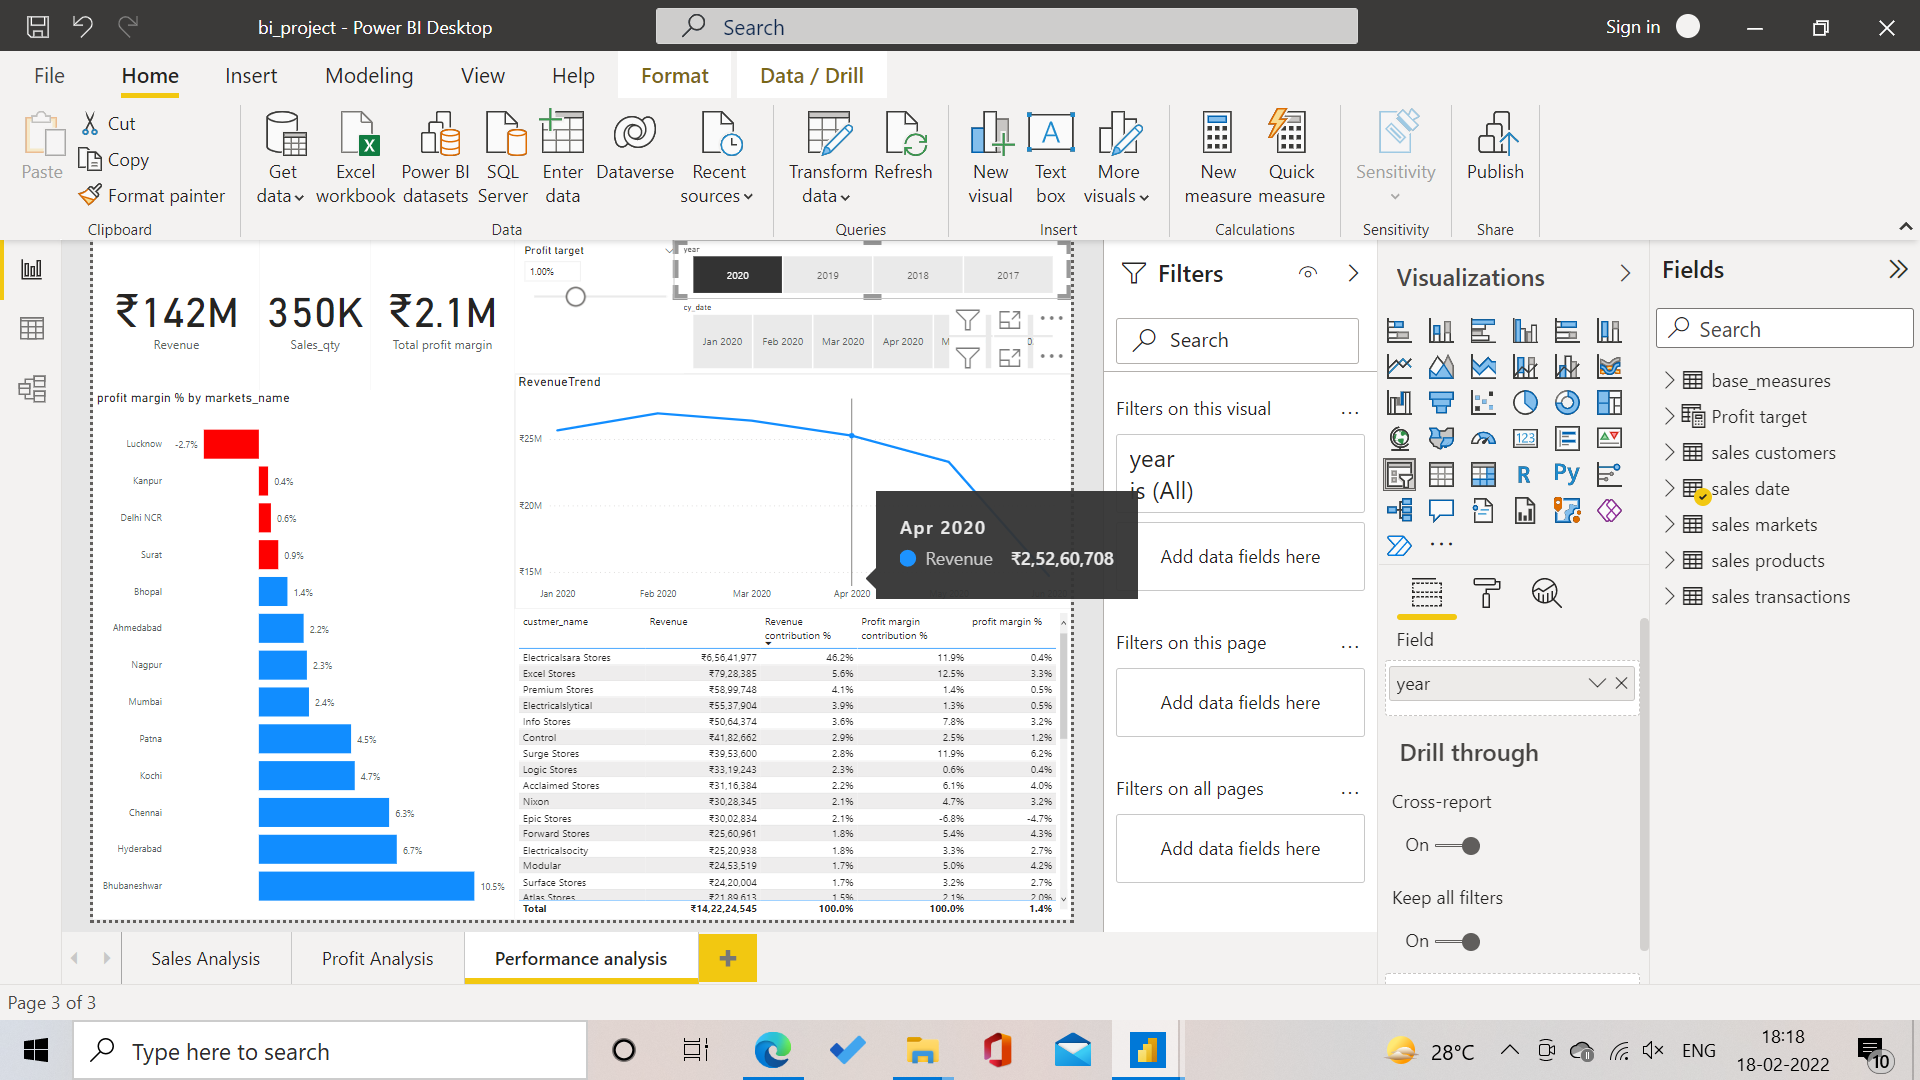 bi_project - Power BI Desktop
Search
Sign in
File
Home
Insert
Modeling
View
Help
Format
Data / Drill
Paste
Cut
Copy
Format painter
Clipboard
Get data
Excel workbook
Power BI datasets
SQL Server
Enter data
Dataverse
Recent sources
Data
Transform data
Refresh
Queries
New visual
Text box
More visuals
Insert
New measure
Quick measure
Calculations
Sensitivity
Sensitivity
Publish
Share
₹142M
Revenue
350K
Sales_qty
₹2.1M
Total profit margin
Profit target
1.00%
year
2020 2019 2018 2017
cy_date
Jan 2020 Feb 2020 Mar 2020 Apr 2020
profit margin % by markets_name
Lucknow -2.7%
Kanpur 0.4%
Delhi NCR 0.6%
Surat 0.9%
Bhopal 1.4%
Ahmedabad 2.2%
Nagpur 2.3%
Mumbai 2.4%
Patna 4.5%
Kochi 4.7%
Chennai 6.3%
Hyderabad 6.7%
Bhubaneshwar 10.5%
RevenueTrend
₹25M
₹20M
₹15M
Jan 2020 Feb 2020 Mar 2020 Apr 2020
Apr 2020
Revenue ₹2,52,60,708
custmer_name Revenue Revenue contribution % Profit margin contribution % profit margin %
Electricalsara Stores ₹6,56,41,977 46.2% 11.9% 0.4%
Excel Stores ₹79,28,385 5.6% 12.5% 3.3%
Premium Stores ₹58,99,748 4.1% 1.4% 0.5%
Electricalslytical ₹55,37,904 3.9% 1.3% 0.5%
Info Stores ₹50,64,374 3.6% 7.8% 3.2%
Control ₹41,82,662 2.9% 2.5% 1.2%
Surge Stores ₹39,53,600 2.8% 11.9% 6.2%
Logic Stores ₹33,19,243 2.3% 0.6% 0.4%
Acclaimed Stores ₹31,16,384 2.2% 6.1% 4.0%
Nixon ₹30,28,345 2.1% 4.7% 3.2%
Epic Stores ₹30,02,834 2.1% -6.8% -4.7%
Forward Stores ₹25,60,961 1.8% 5.4% 4.3%
Electricalsocity ₹25,20,938 1.8% 3.3% 2.7%
Modular ₹24,53,519 1.7% 5.0% 4.2%
Surface Stores ₹24,20,004 1.7% 3.2% 2.7%
Atlas Stores ₹21,89,613 1.5% 2.1% 2.0%
Total ₹14,22,24,545 100.0% 100.0% 1.4%
Filters
Search
Filters on this visual
year
is (All)
Add data fields here
Filters on this page
Add data fields here
Filters on all pages
Add data fields here
Visualizations
123
R
Py
Field
year
Drill through
Cross-report
On
Keep all filters
On
Fields
Search
base_measures
Profit target
sales customers
sales date
sales markets
sales products
sales transactions
Sales Analysis
Profit Analysis
Performance analysis
Page 3 of 3
Type here to search
28°C
ENG
18:18
18-02-2022
10